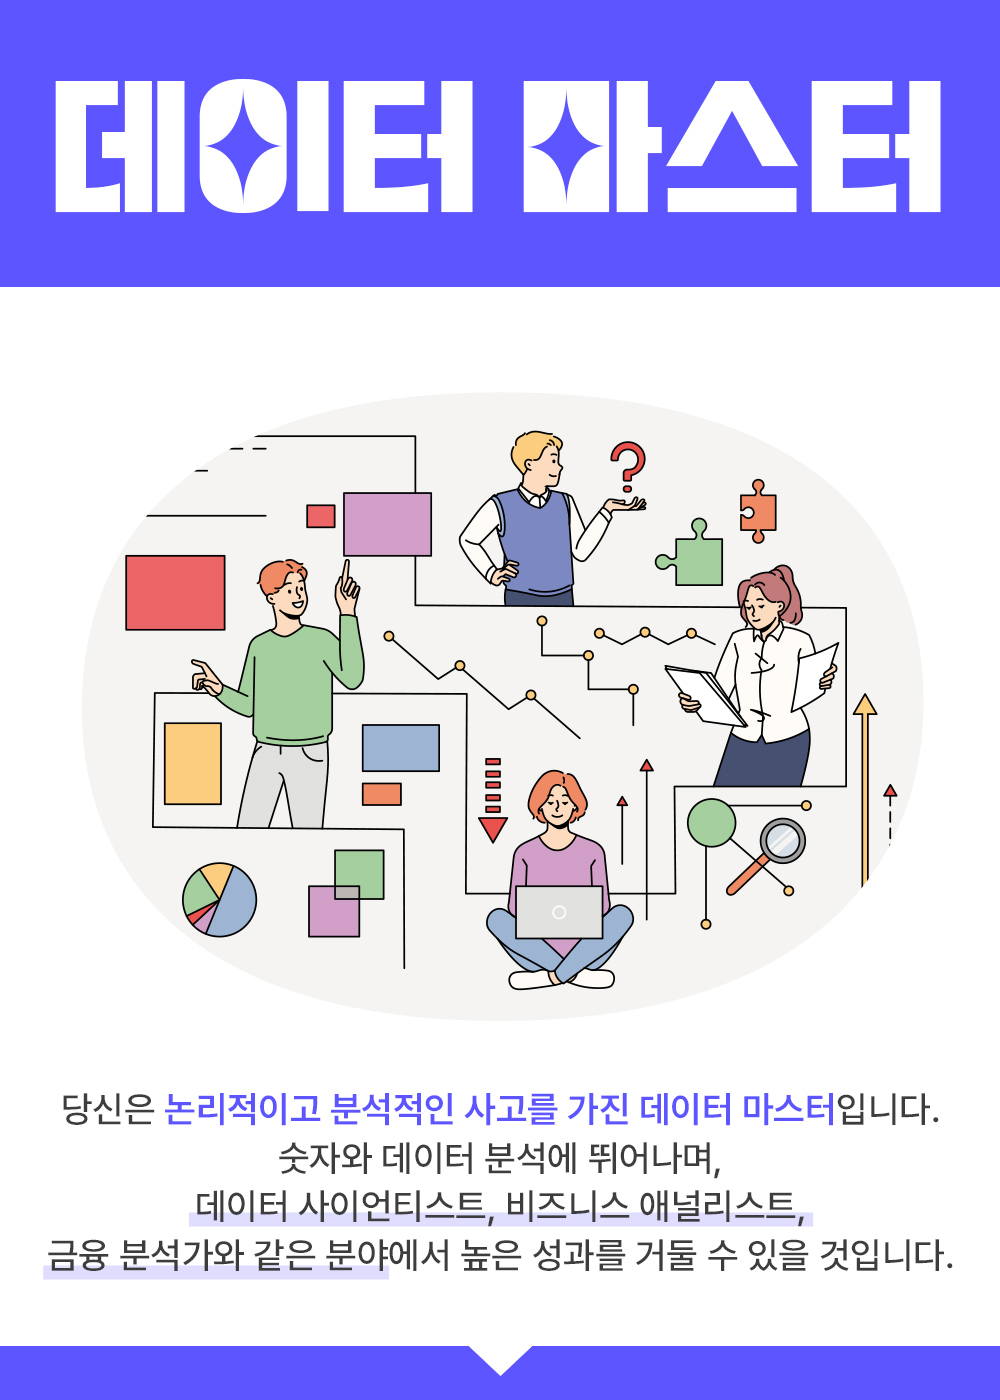 데이터 마스터
당신은 논리적이고 분석적인 사고를 가진 데이터 마스터입니다.
숫자와 데이터 분석에 뛰어나며,
데이터 사이언티스트, 비즈니스 애널리스트,
금융 분석가와 같은 분야에서 높은 성과를 거둘 수 있을 것입니다.